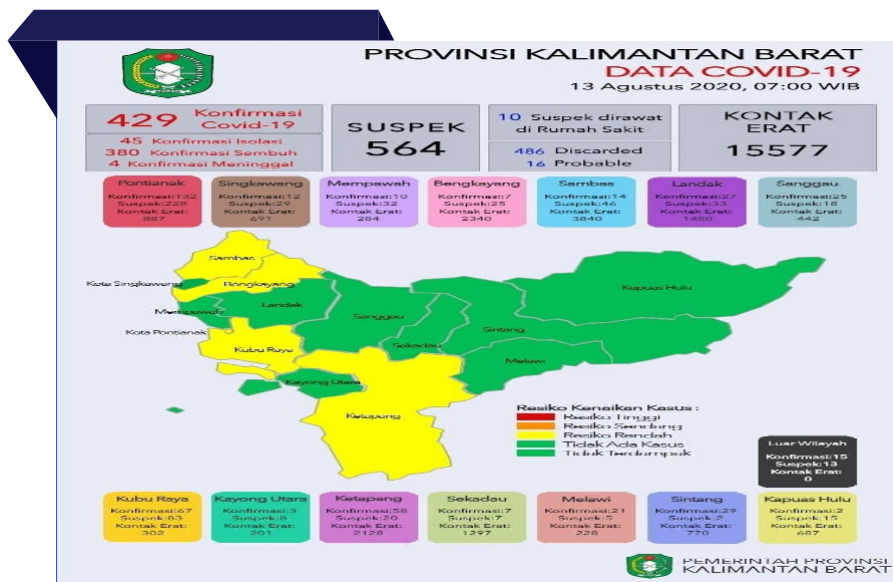 PROVINSI KALIMANTAN BARAT
DATA COVID-19
13 Agustus 2020, 07:00 WIB
429 Konfirmasi Covid-19
45 Konfirmasi Isolasi
380 Konfirmasi Sembuh
4 Konfirmasi Meninggal
SUSPEK
564
10 Suspek dirawat
di Rumah Sakit
486 Discarded
16 Probable
KONTAK
ERAT
15577
Pontianak
Konfirmasi:132
Suspek:228
Kontak Erat:
887
Singkawang
Konfirmasi:12
Suspek:29
Kontak Erat:
691
Mempawah
Konfirmasi:10
Suspek:32
Kontak Erat:
284
Bengkayang
Konfirmasi:7
Suspek:25
Kontak Erat:
2340
Sambas
Konfirmasi:14
Suspek:46
Kontak Erat:
3840
Landak
Konfirmasi:27
Suspek:33
Kontak Erat:
1480
Sanggau
Konfirmasi:25
Suspek:18
Kontak Erat:
442
Sambas
Kota Singkawang
Bengkayang
Mempawah
Landak
Kota Pontianak
Kubu Raya
Sanggau
Sekadau
Sintang
Kapuas Hulu
Melawi
Kayong Utara
Ketapang
Resiko Kenaikan Kasus :
Resiko Tinggi
Resiko Sendang
Resiko Rendah
Tidak Ada Kasus
Tidak Terdampak
Luar Wilayah
Konfirmasi:15
Suspek:13
Kontak Erat:
0
Kubu Raya
Konfirmasi:67
Suspek:83
Kontak Erat:
302
Kayong Utara
Konfirmasi:3
Suspek:8
Kontak Erat:
201
Ketapang
Konfirmasi:58
Suspek:20
Kontak Erat:
2128
Sekadau
Konfirmasi:7
Suspek:7
Kontak Erat:
1297
Melawi
Konfirmasi:21
Suspek:5
Kontak Erat:
228
Sintang
Konfirmasi:29
Suspek:2
Kontak Erat:
770
Kapuas Hulu
Konfirmasi:2
Suspek:15
Kontak Erat:
687
PEMERINTAH PROVINSI
KALIMANTAN BARAT